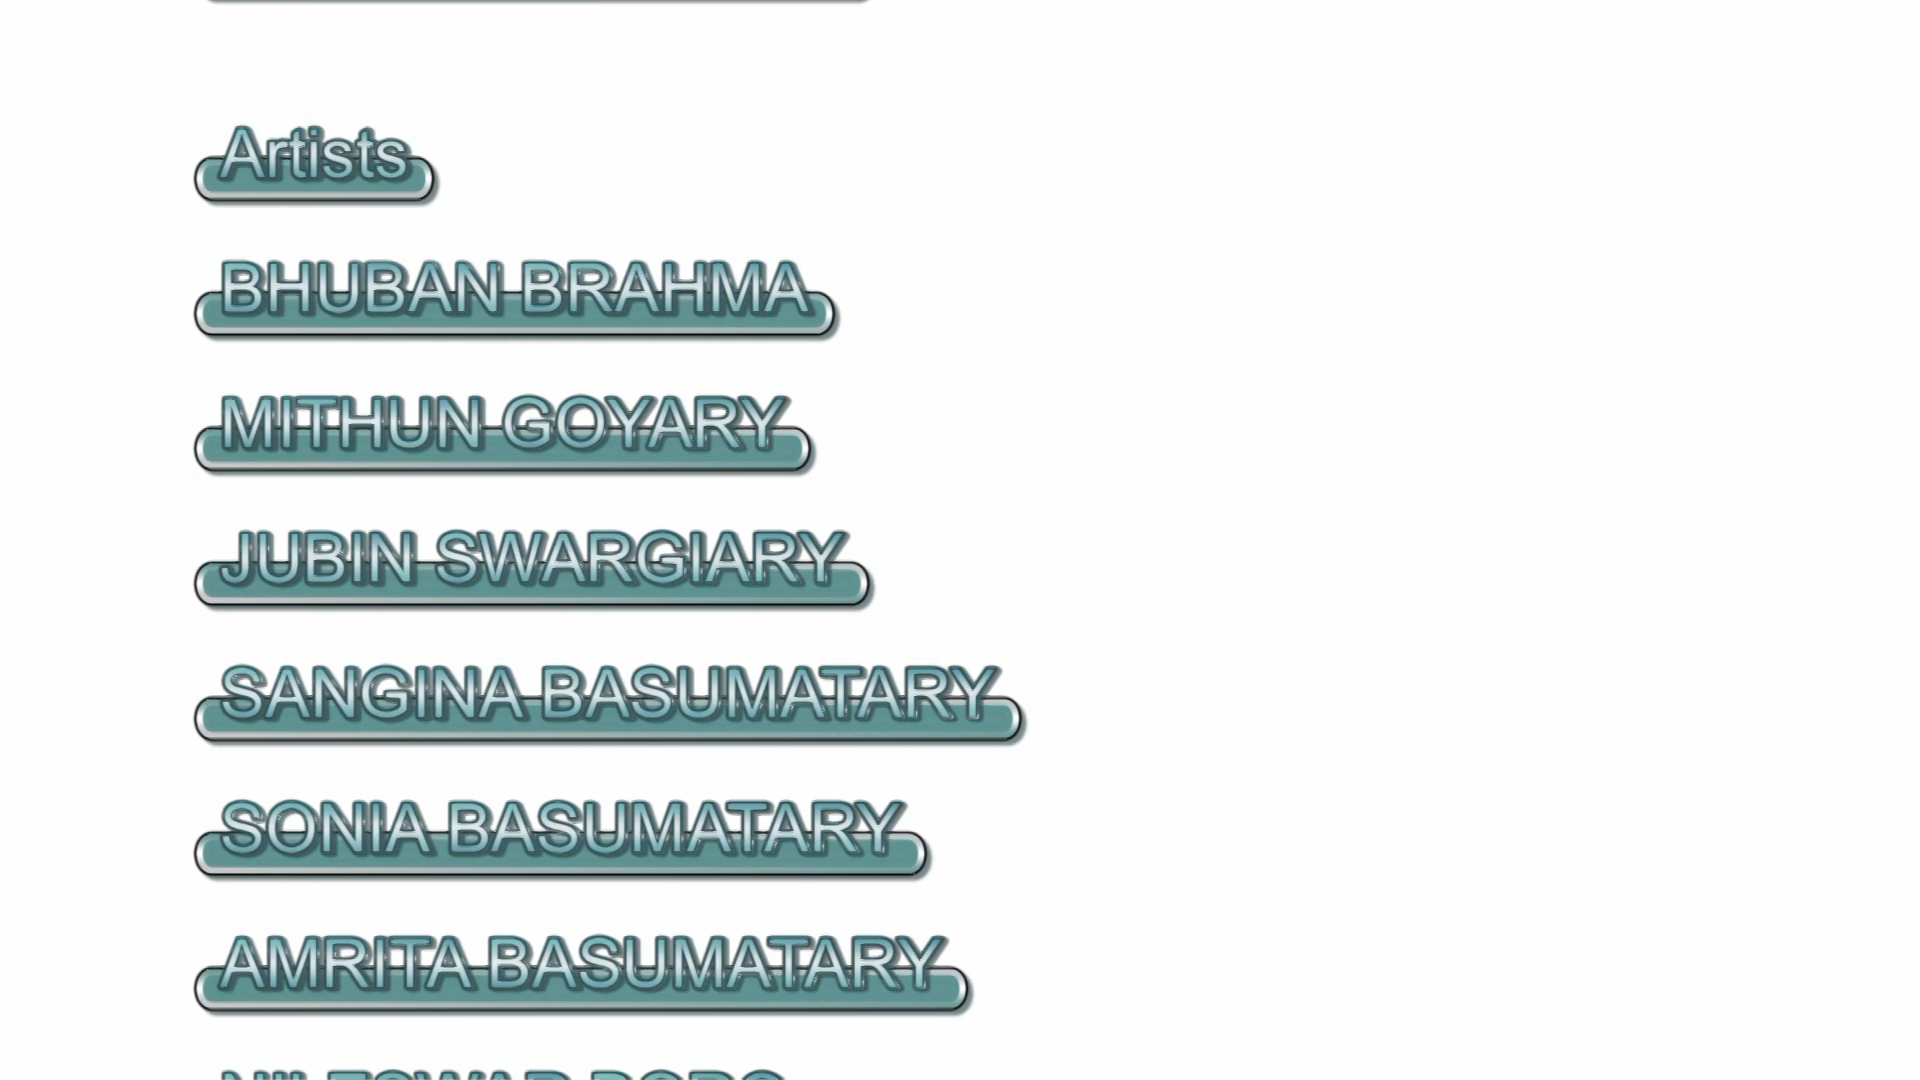 Artists
BHUBAN BRAHMA
MITHUN GOYARY
JUBIN SWARGIARY
SANGINA BASUMATARY
SONIA BASUMATARY
AMRITA BASUMATARY